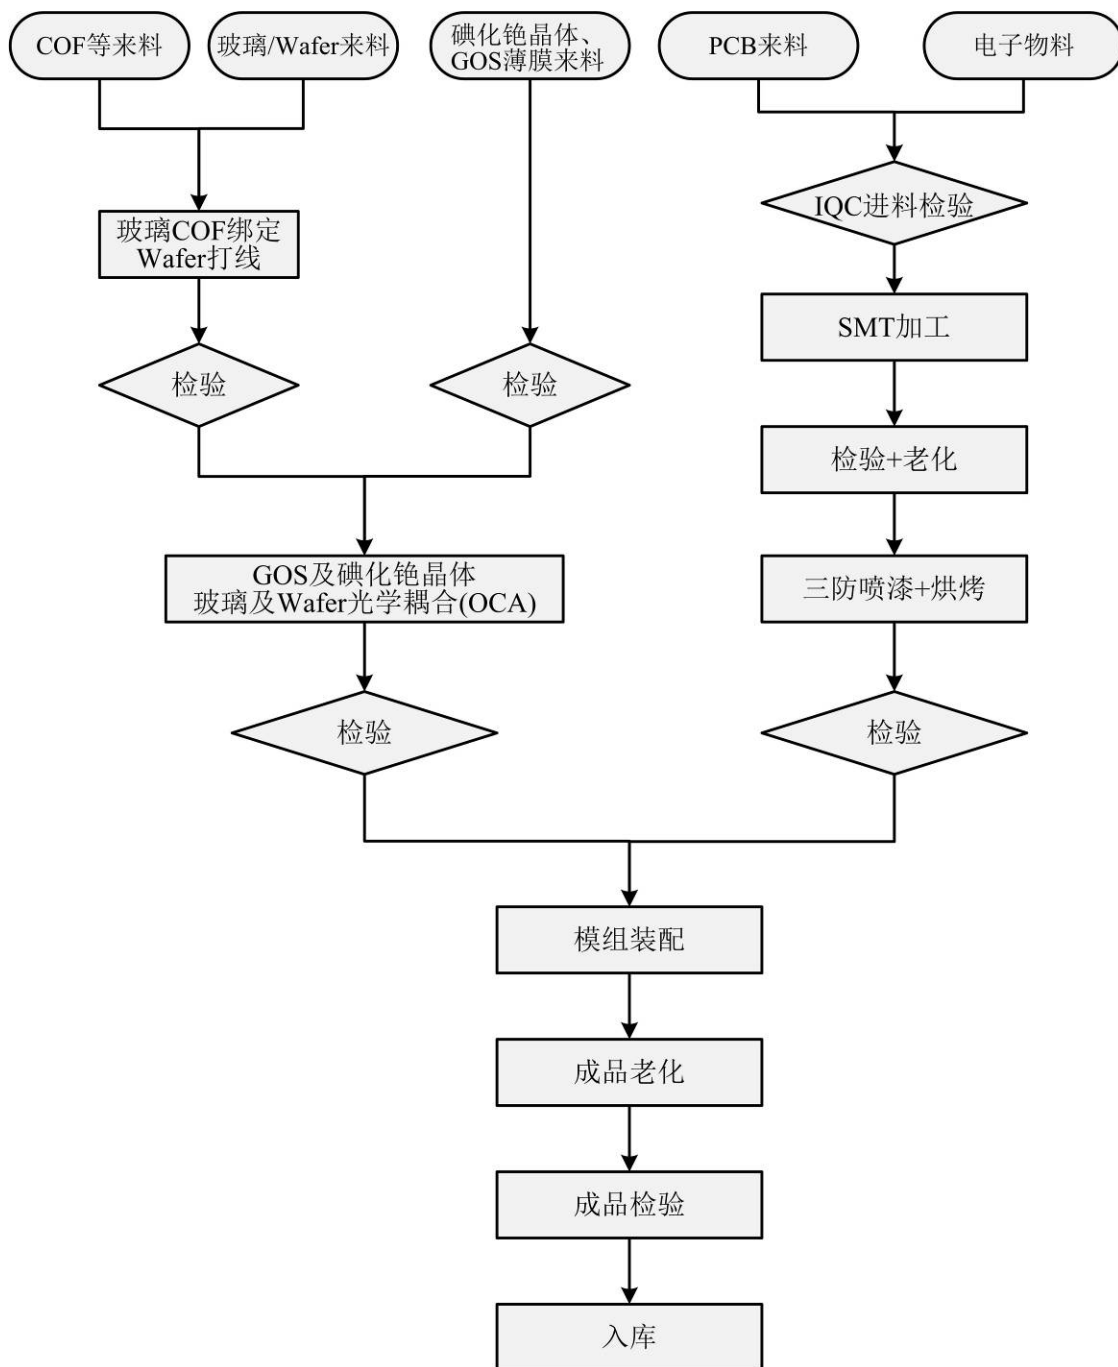 COF等来料
玻璃/Wafer来料
碘化铯晶体、
GOS薄膜来料
PCB来料
电子物料
IQC进料检验
玻璃COF绑定
Wafer打线
SMT加工
检验
检验
检验+老化
GOS及碘化铯晶体
玻璃及Wafer光学耦合(OCA)
三防喷漆+烘烤
检验
检验
模组装配
成品老化
成品检验
入库